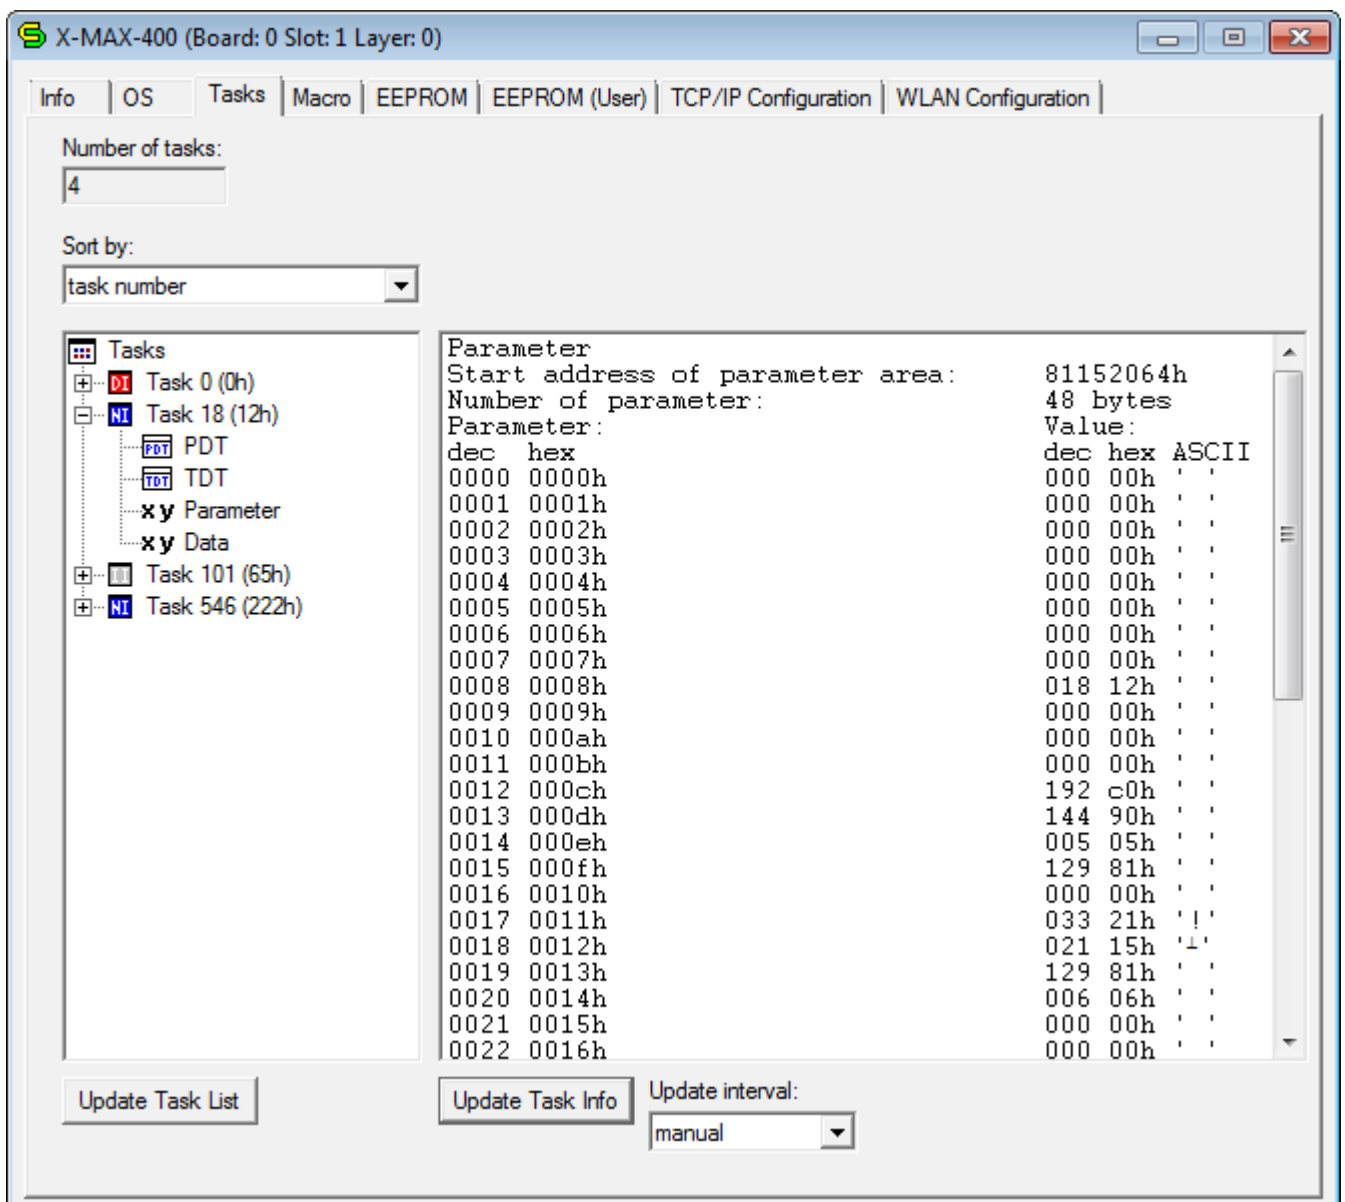 X-MAX-400 (Board: 0 Slot: 1 Layer: 0)
Info OS Tasks Macro EEPROM EEPROM (User) TCP/IP Configuration WLAN Configuration
Number of tasks:
4
Sort by:
task number
Tasks
DI Task 0 (0h)
NI Task 18 (12h)
PDT PDT
TDT TDT
x y Parameter
x y Data
II Task 101 (65h)
NI Task 546 (222h)
Parameter
Start address of parameter area: 81152064h
Number of parameter: 48 bytes
Parameter: Value:
dec hex dec hex ASCII
0000 0000h 000 00h ' '
0001 0001h 000 00h ' '
0002 0002h 000 00h ' '
0003 0003h 000 00h ' '
0004 0004h 000 00h ' '
0005 0005h 000 00h ' '
0006 0006h 000 00h ' '
0007 0007h 000 00h ' '
0008 0008h 018 12h ' '
0009 0009h 000 00h ' '
0010 000ah 000 00h ' '
0011 000bh 000 00h ' '
0012 000ch 192 c0h ' '
0013 000dh 144 90h ' '
0014 000eh 005 05h ' '
0015 000fh 129 81h ' '
0016 0010h 000 00h ' '
0017 0011h 033 21h '!'
0018 0012h 021 15h '┴'
0019 0013h 129 81h ' '
0020 0014h 006 06h ' '
0021 0015h 000 00h ' '
0022 0016h 000 00h ' '
Update Task List
Update Task Info
Update interval:
manual